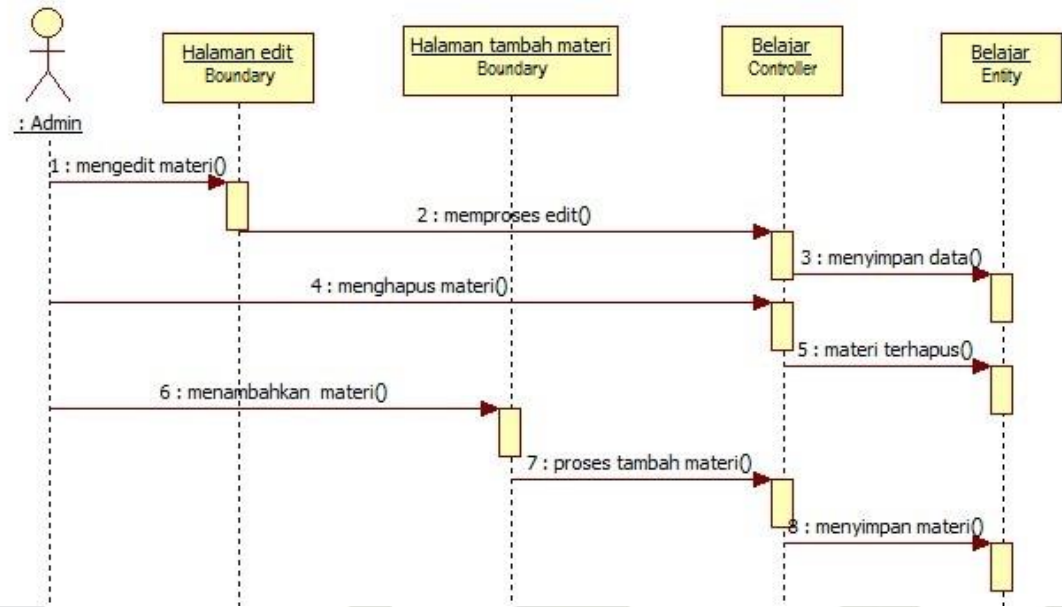 Halaman edit
Boundary
Halaman tambah materi
Boundary
Belajar
Controller
Belajar
Entity
: Admin
1 : mengedit materi()
2 : memproses edit()
3 : menyimpan data()
4 : menghapus materi()
5 : materi terhapus()
6 : menambahkan  materi()
7 : proses tambah materi()
8 : menyimpan materi()